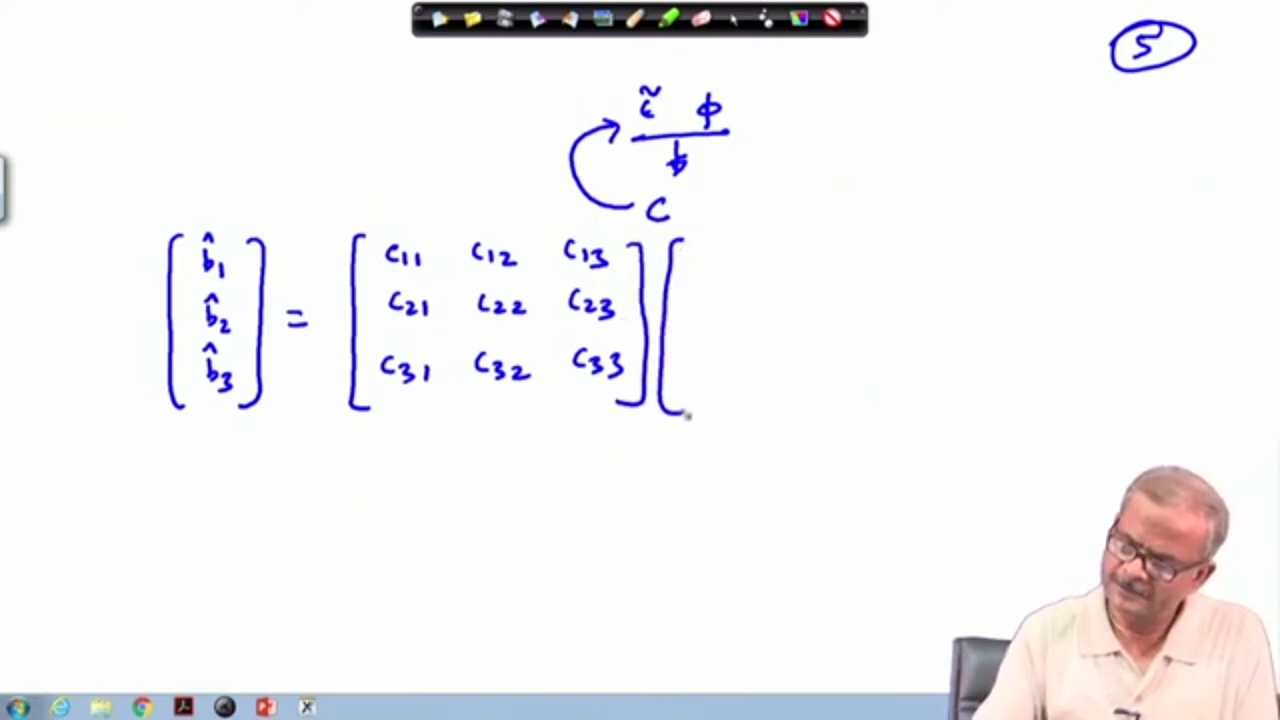 5
ε̃ ϕ
b
C
[ b̂1 ] = [ C11 C12 C13 ] [
[ b̂2 ] [ C21 C22 C23 ]
[ b̂3 ] [ C31 C32 C33 ]